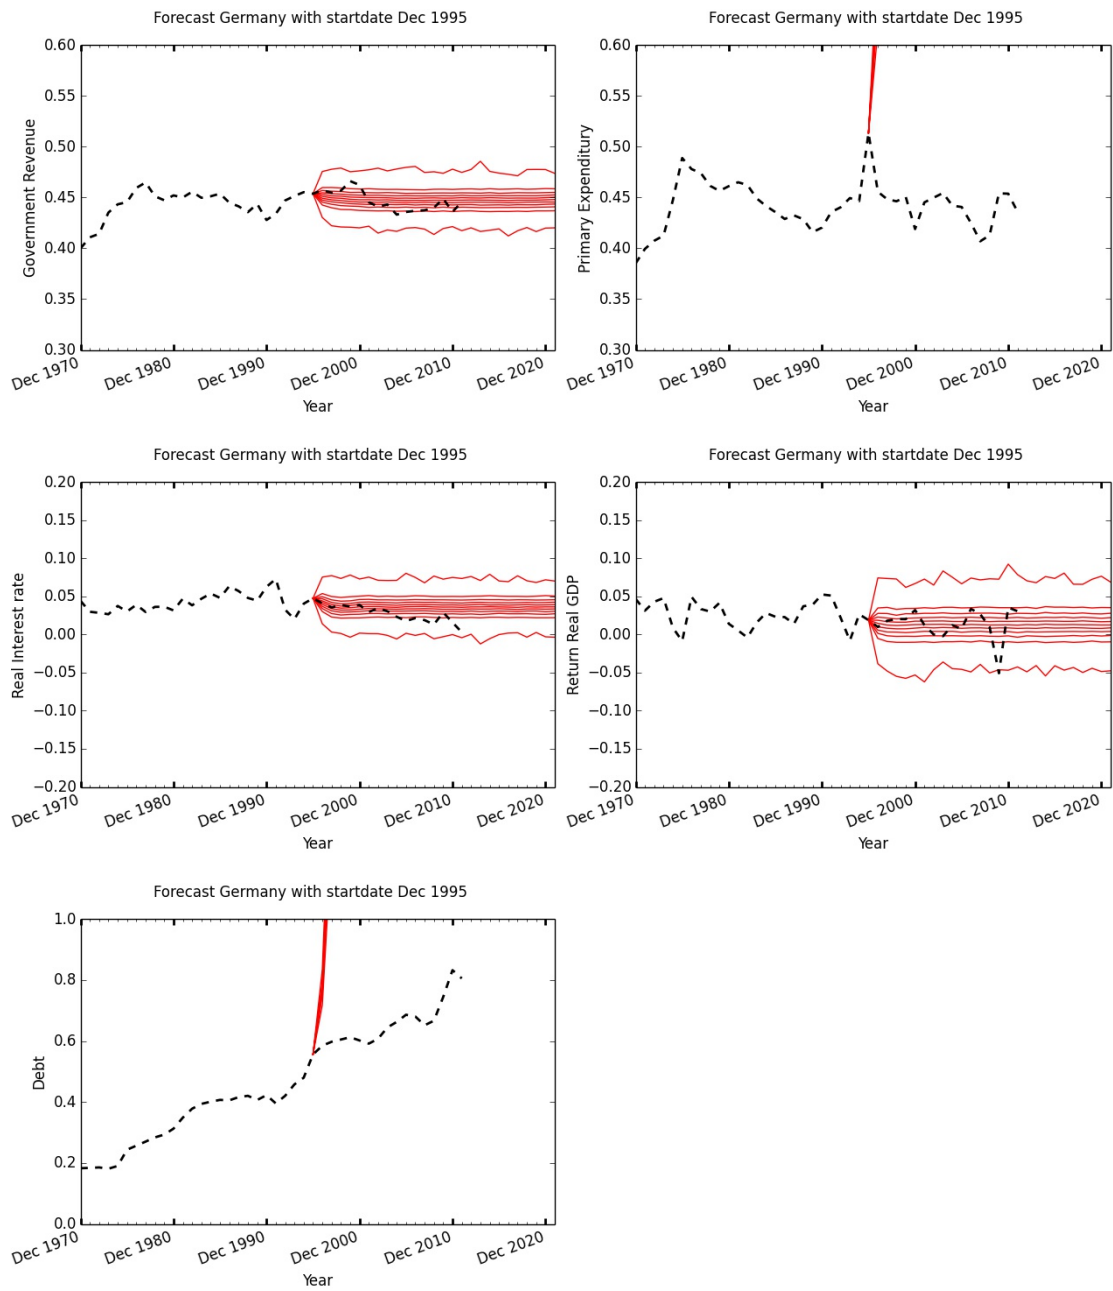 Forecast Germany with startdate Dec 1995
Government Revenue
0.60
0.55
0.50
0.45
0.40
0.35
0.30
Dec 1970
Dec 1980
Dec 1990
Dec 2000
Dec 2010
Dec 2020
Year
Forecast Germany with startdate Dec 1995
Primary Expenditury
0.60
0.55
0.50
0.45
0.40
0.35
0.30
Dec 1970
Dec 1980
Dec 1990
Dec 2000
Dec 2010
Dec 2020
Year
Forecast Germany with startdate Dec 1995
Real Interest rate
0.20
0.15
0.10
0.05
0.00
−0.05
−0.10
−0.15
−0.20
Dec 1970
Dec 1980
Dec 1990
Dec 2000
Dec 2010
Dec 2020
Year
Forecast Germany with startdate Dec 1995
Return Real GDP
0.20
0.15
0.10
0.05
0.00
−0.05
−0.10
−0.15
−0.20
Dec 1970
Dec 1980
Dec 1990
Dec 2000
Dec 2010
Dec 2020
Year
Forecast Germany with startdate Dec 1995
Debt
1.0
0.8
0.6
0.4
0.2
0.0
Dec 1970
Dec 1980
Dec 1990
Dec 2000
Dec 2010
Dec 2020
Year